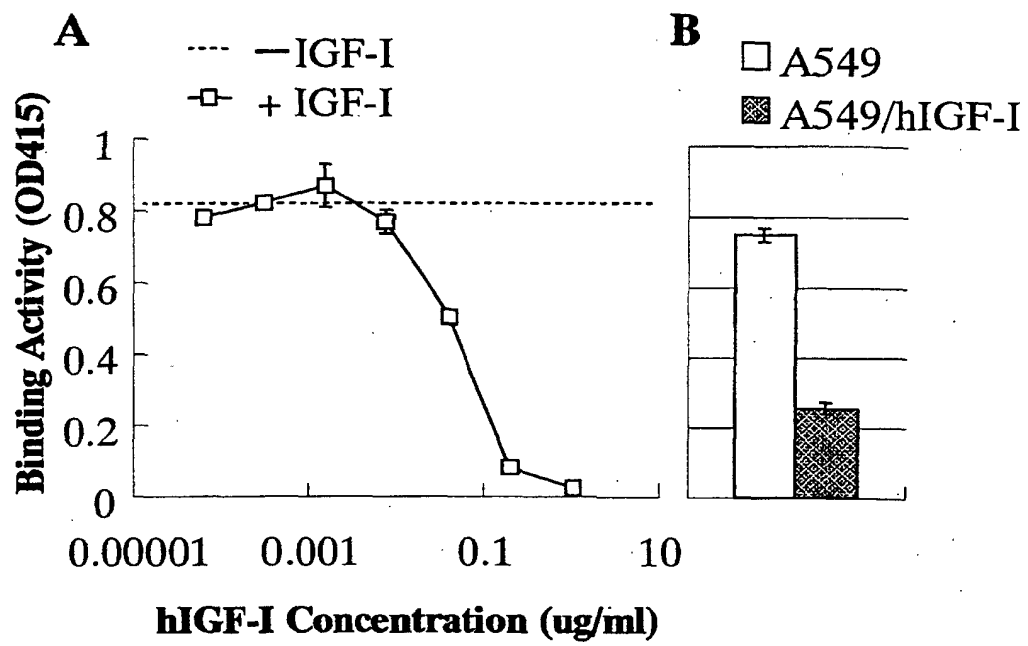 A
— IGF-I
+ IGF-I
B
A549
A549/hIGF-I
Binding Activity (OD415)
1
0.8
0.6
0.4
0.2
0
0.00001 0.001 0.1 10
hIGF-I Concentration (ug/ml)